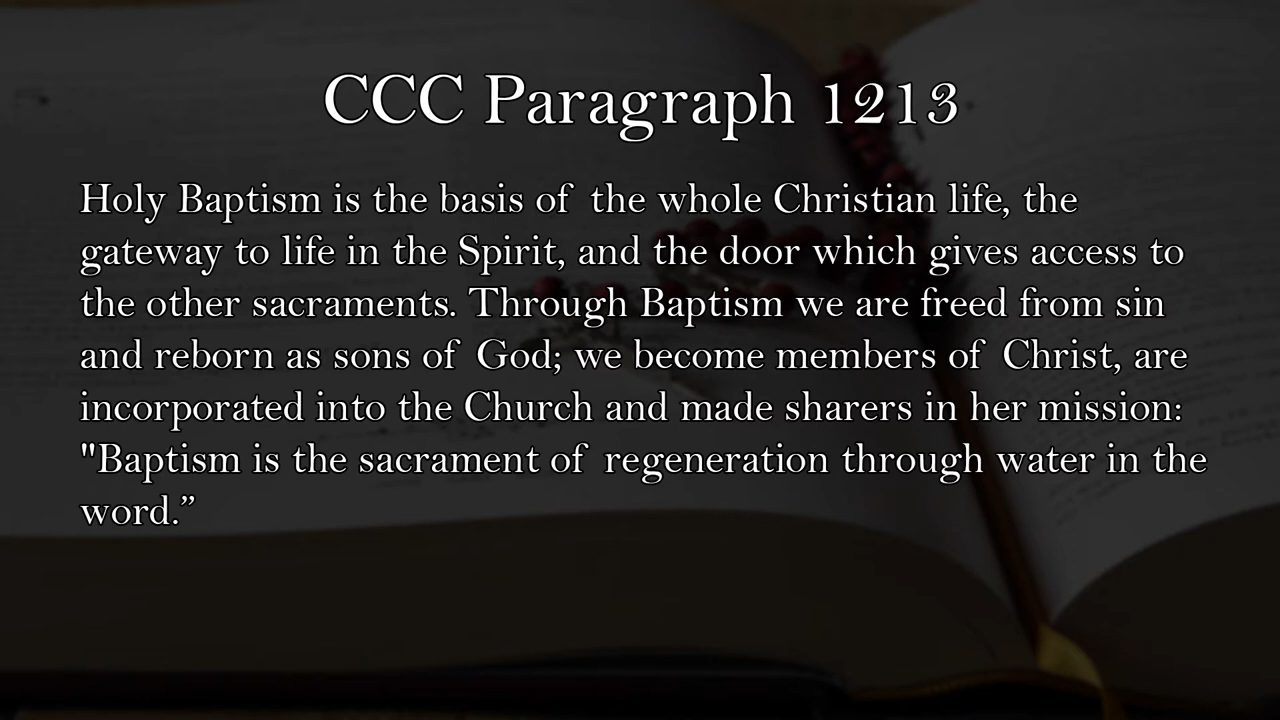 CCC Paragraph 1213
Holy Baptism is the basis of the whole Christian life, the
gateway to life in the Spirit, and the door which gives access to
the other sacraments. Through Baptism we are freed from sin
and reborn as sons of God; we become members of Christ, are
incorporated into the Church and made sharers in her mission:
"Baptism is the sacrament of regeneration through water in the
word.”